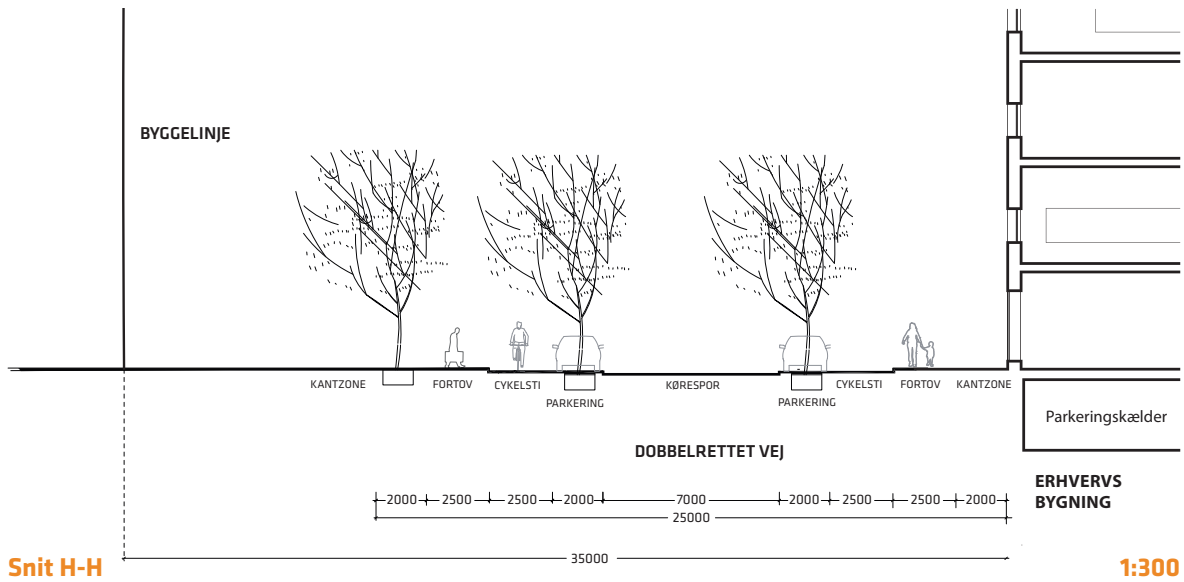 BYGGELINJE
KANTZONE FORTOV CYKELSTI KØRESPOR CYKELSTI FORTOV KANTZONE
PARKERING PARKERING
Parkeringskælder
DOBBELRETTET VEJ
ERHVERVS
BYGNING
2000 2500 2500 2000 7000 2000 2500 2500 2000
25000
35000
Snit H-H 1:300